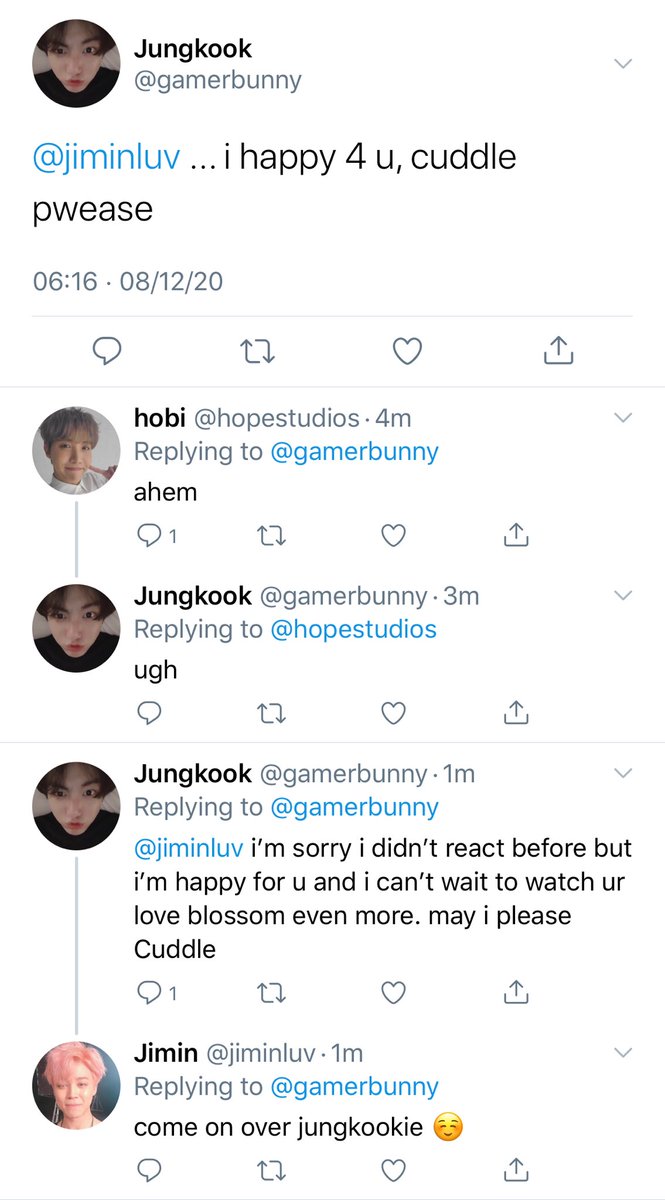 Jungkook
@gamerbunny
@jiminluv ... i happy 4 u, cuddle
pwease
06:16 · 08/12/20
hobi @hopestudios · 4m
Replying to @gamerbunny
ahem
1
Jungkook @gamerbunny · 3m
Replying to @hopestudios
ugh
Jungkook @gamerbunny · 1m
Replying to @gamerbunny
@jiminluv i’m sorry i didn’t react before but
i’m happy for u and i can’t wait to watch ur
love blossom even more. may i please
Cuddle
1
Jimin @jiminluv · 1m
Replying to @gamerbunny
come on over jungkookie ☺️